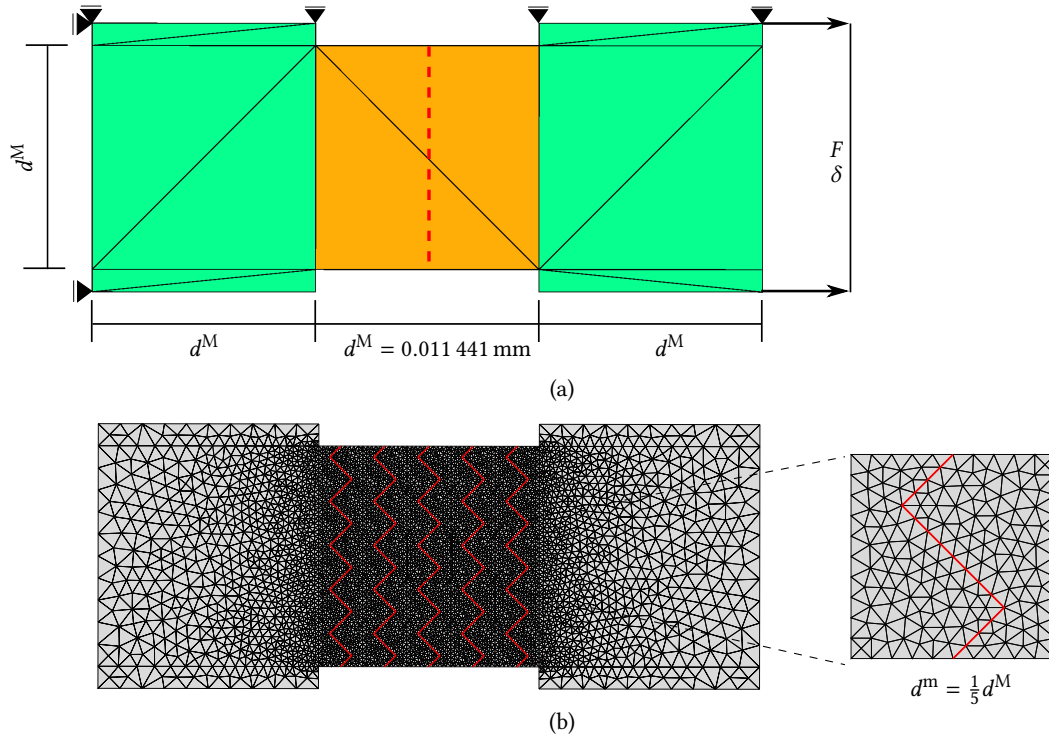 d^M
F
δ
d^M
d^M = 0.011 441 mm
d^M
(a)
d^m = 1/5 d^M
(b)